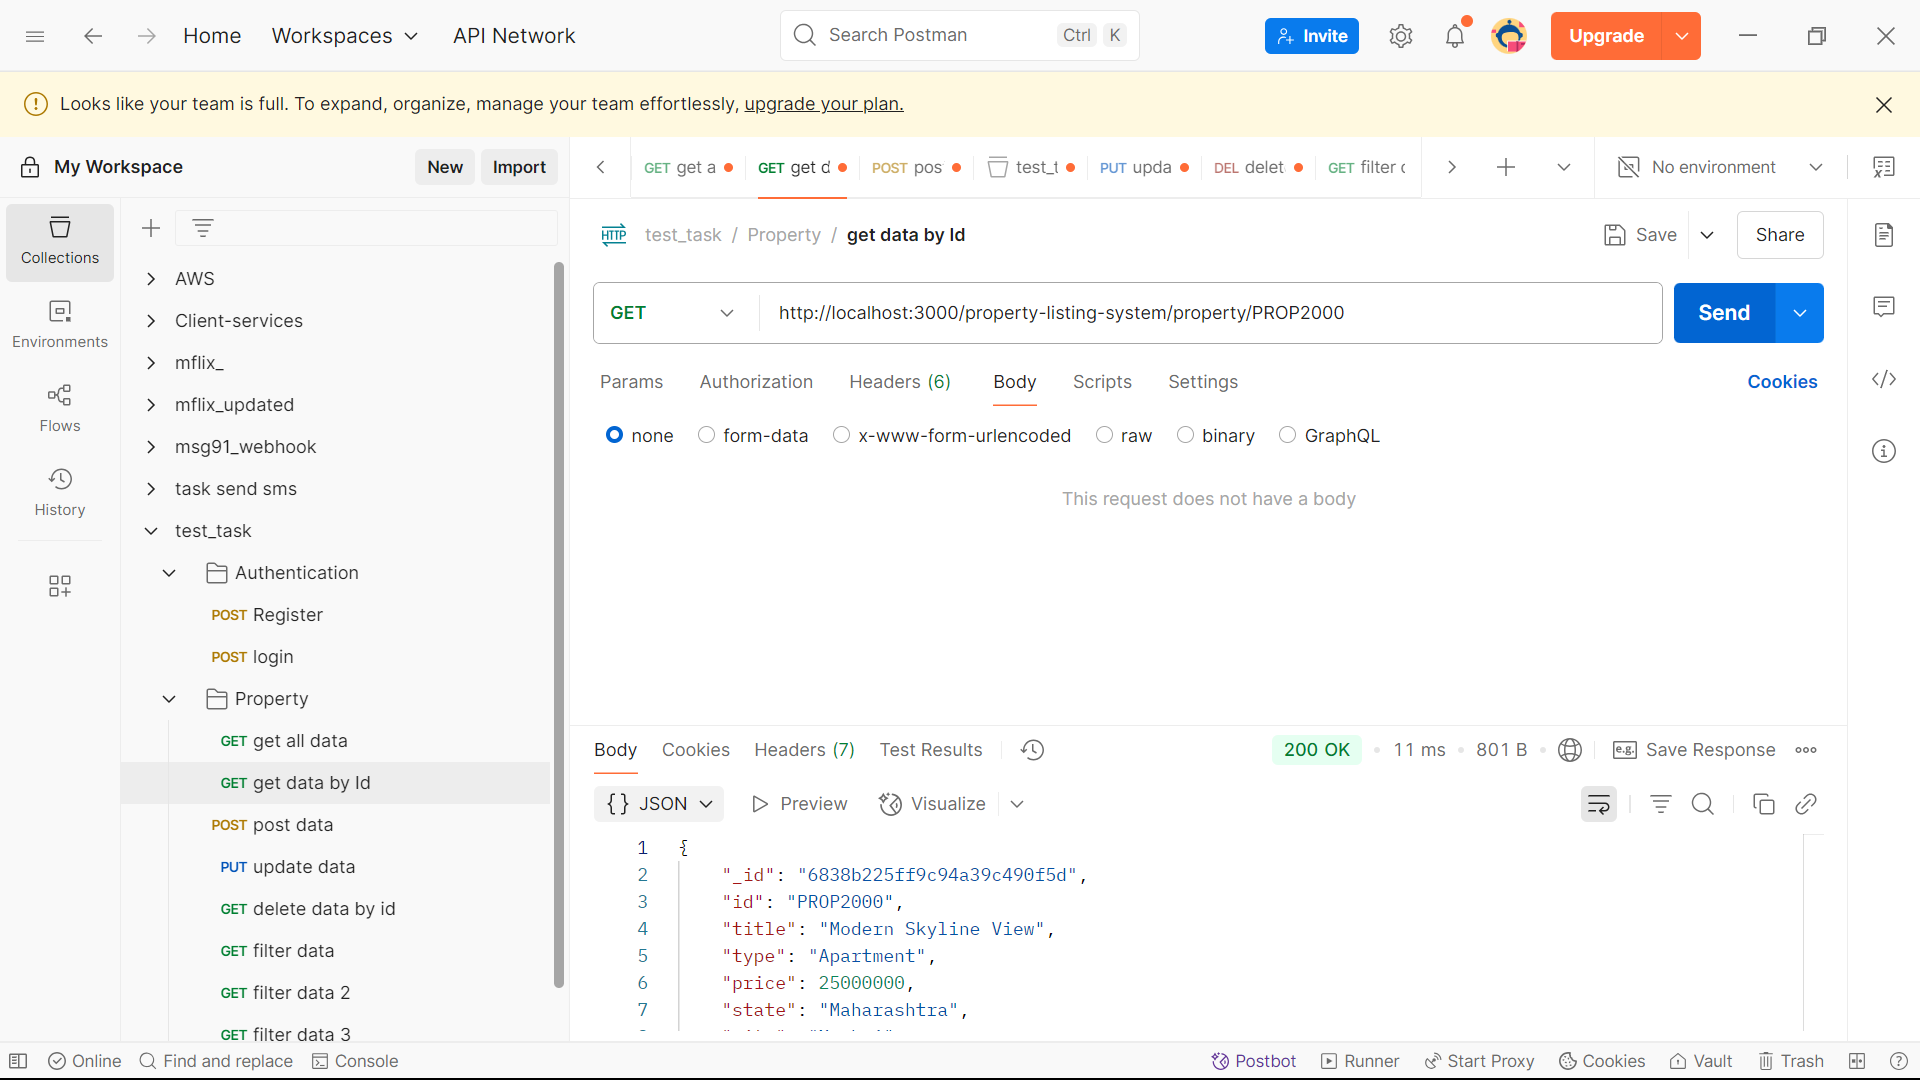 Home Workspaces API Network Search Postman Ctrl K Invite Upgrade
Looks like your team is full. To expand, organize, manage your team effortlessly, upgrade your plan.
My Workspace New Import
GET get a GET get d POST pos test_t PUT upda DEL delet GET filter No environment
Collections
Environments
Flows
History
AWS
Client-services
mflix_
mflix_updated
msg91_webhook
task send sms
test_task
Authentication
POST Register
POST login
Property
GET get all data
GET get data by Id
POST post data
PUT update data
GET delete data by id
GET filter data
GET filter data 2
GET filter data 3
HTTP test_task / Property / get data by Id Save Share
GET http://localhost:3000/property-listing-system/property/PROP2000 Send
Params Authorization Headers (6) Body Scripts Settings Cookies
none form-data x-www-form-urlencoded raw binary GraphQL
This request does not have a body
Body Cookies Headers (7) Test Results 200 OK 11 ms 801 B e.g. Save Response
{} JSON Preview Visualize
1 {
2 "_id": "6838b225ff9c94a39c490f5d",
3 "id": "PROP2000",
4 "title": "Modern Skyline View",
5 "type": "Apartment",
6 "price": 25000000,
7 "state": "Maharashtra",
Online Find and replace Console Postbot Runner Start Proxy Cookies Vault Trash